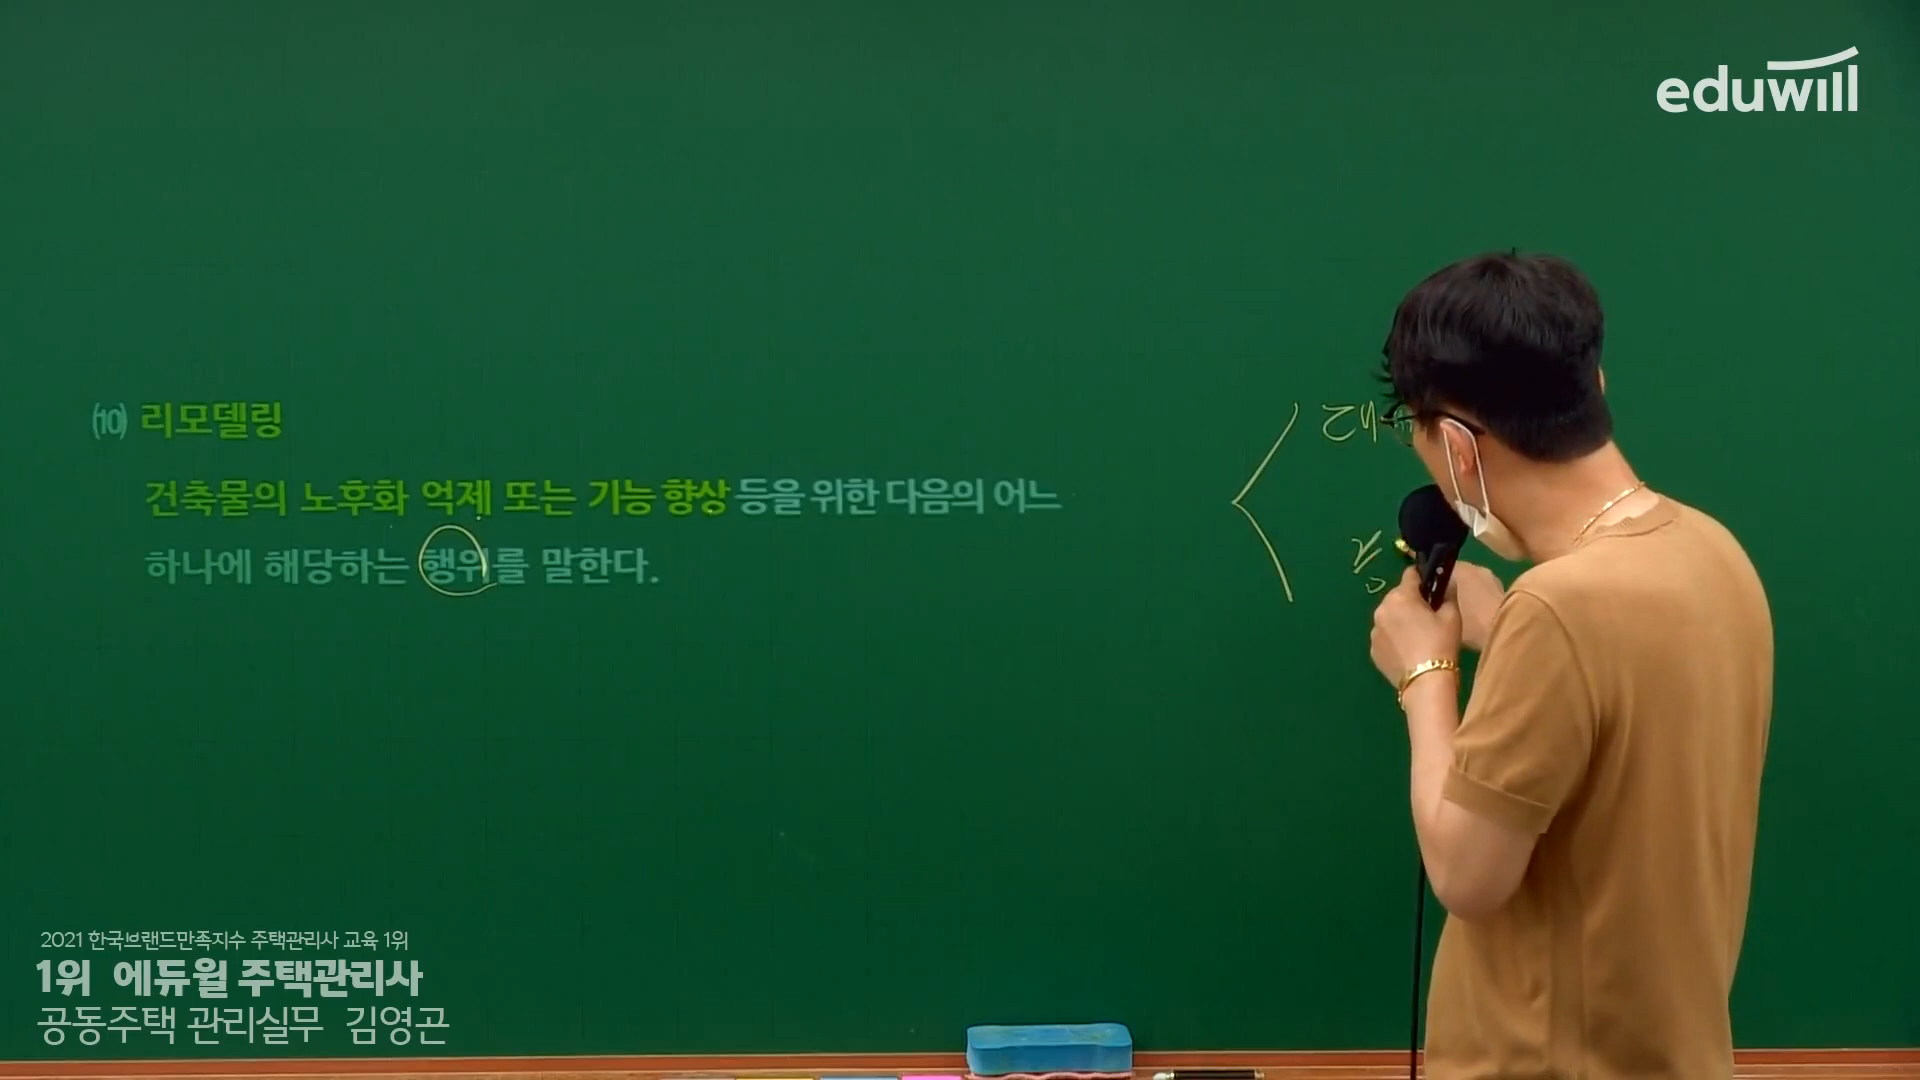 eduwill
(10) 리모델링
건축물의 노후화 억제 또는 기능 향상 등을 위한 다음의 어느
하나에 해당하는 행위를 말한다.
대
증
2021 한국브랜드만족지수 주택관리사 교육 1위
1위 에듀윌 주택관리사
공동주택 관리실무 김영곤